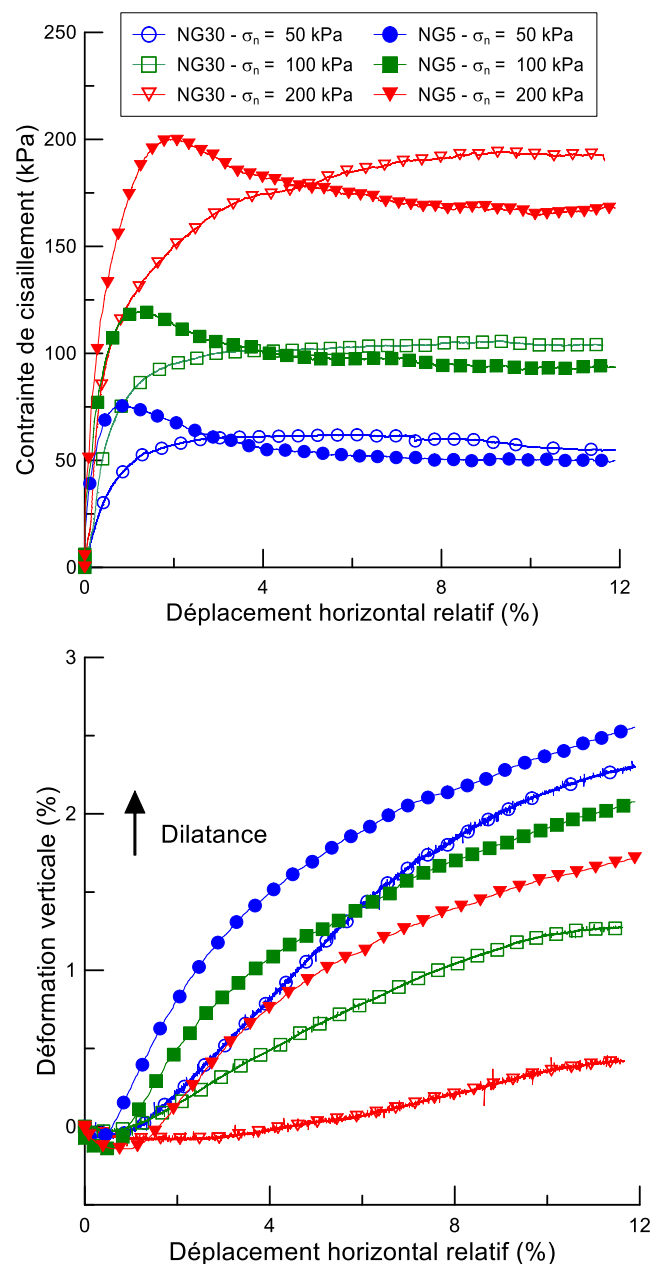 NG30 - σn = 50 kPa NG5 - σn = 50 kPa
NG30 - σn = 100 kPa NG5 - σn = 100 kPa
NG30 - σn = 200 kPa NG5 - σn = 200 kPa
250
200
150
100
50
0
Contrainte de cisaillement (kPa)
0 4 8 12
Déplacement horizontal relatif (%)
3
2
1
0
Déformation verticale (%)
Dilatance
0 4 8 12
Déplacement horizontal relatif (%)